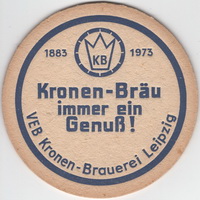 1883 KB 1973
Kronen-Bräu
immer ein
Genuß!
VEB Kronen-Brauerei Leipzig